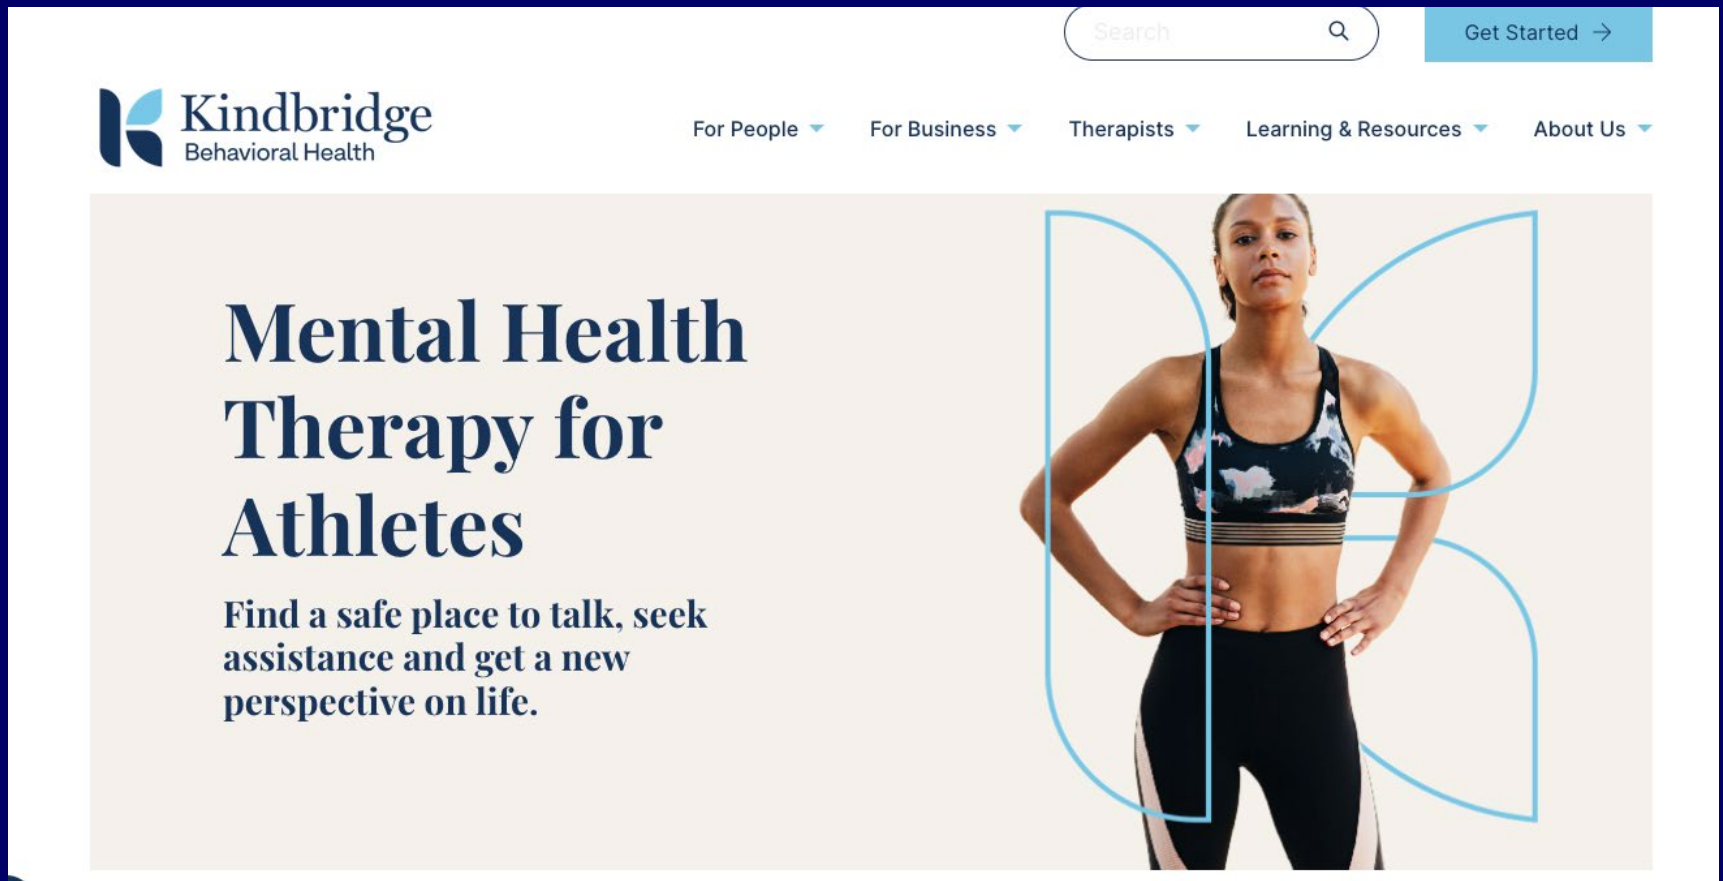 Search
Get Started
Kindbridge
Behavioral Health
For People
For Business
Therapists
Learning & Resources
About Us
Mental Health
Therapy for
Athletes
Find a safe place to talk, seek
assistance and get a new
perspective on life.